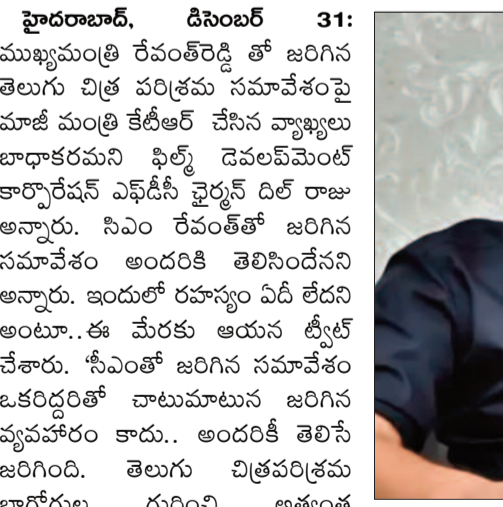 హైదరాబాద్, డిసెంబర్ 31:
ముఖ్యమంత్రి రేవంత్‌రెడ్డి తో జరిగిన
తెలుగు చిత్ర పరిశ్రమ సమావేశంపై
మాజీ మంత్రి కేటీఆర్ చేసిన వ్యాఖ్యలు
బాధాకరమని ఫిల్మ్ డెవలప్‌మెంట్
కార్పొరేషన్ ఎఫ్‌డీసీ ఛైర్మన్ దిల్ రాజు
అన్నారు. సిఎం రేవంత్‌తో జరిగిన
సమావేశం అందరికి తెలిసిందేనని
అన్నారు. ఇందులో రహస్యం ఏదీ లేదని
అంటూ..ఈ మేరకు ఆయన ట్వీట్
చేశారు. ‘సీఎంతో జరిగిన సమావేశం
ఒకరిద్దరితో చాటుమాటున జరిగిన
వ్యవహారం కాదు.. అందరికీ తెలిసే
జరిగింది. తెలుగు చిత్రపరిశ్రమ